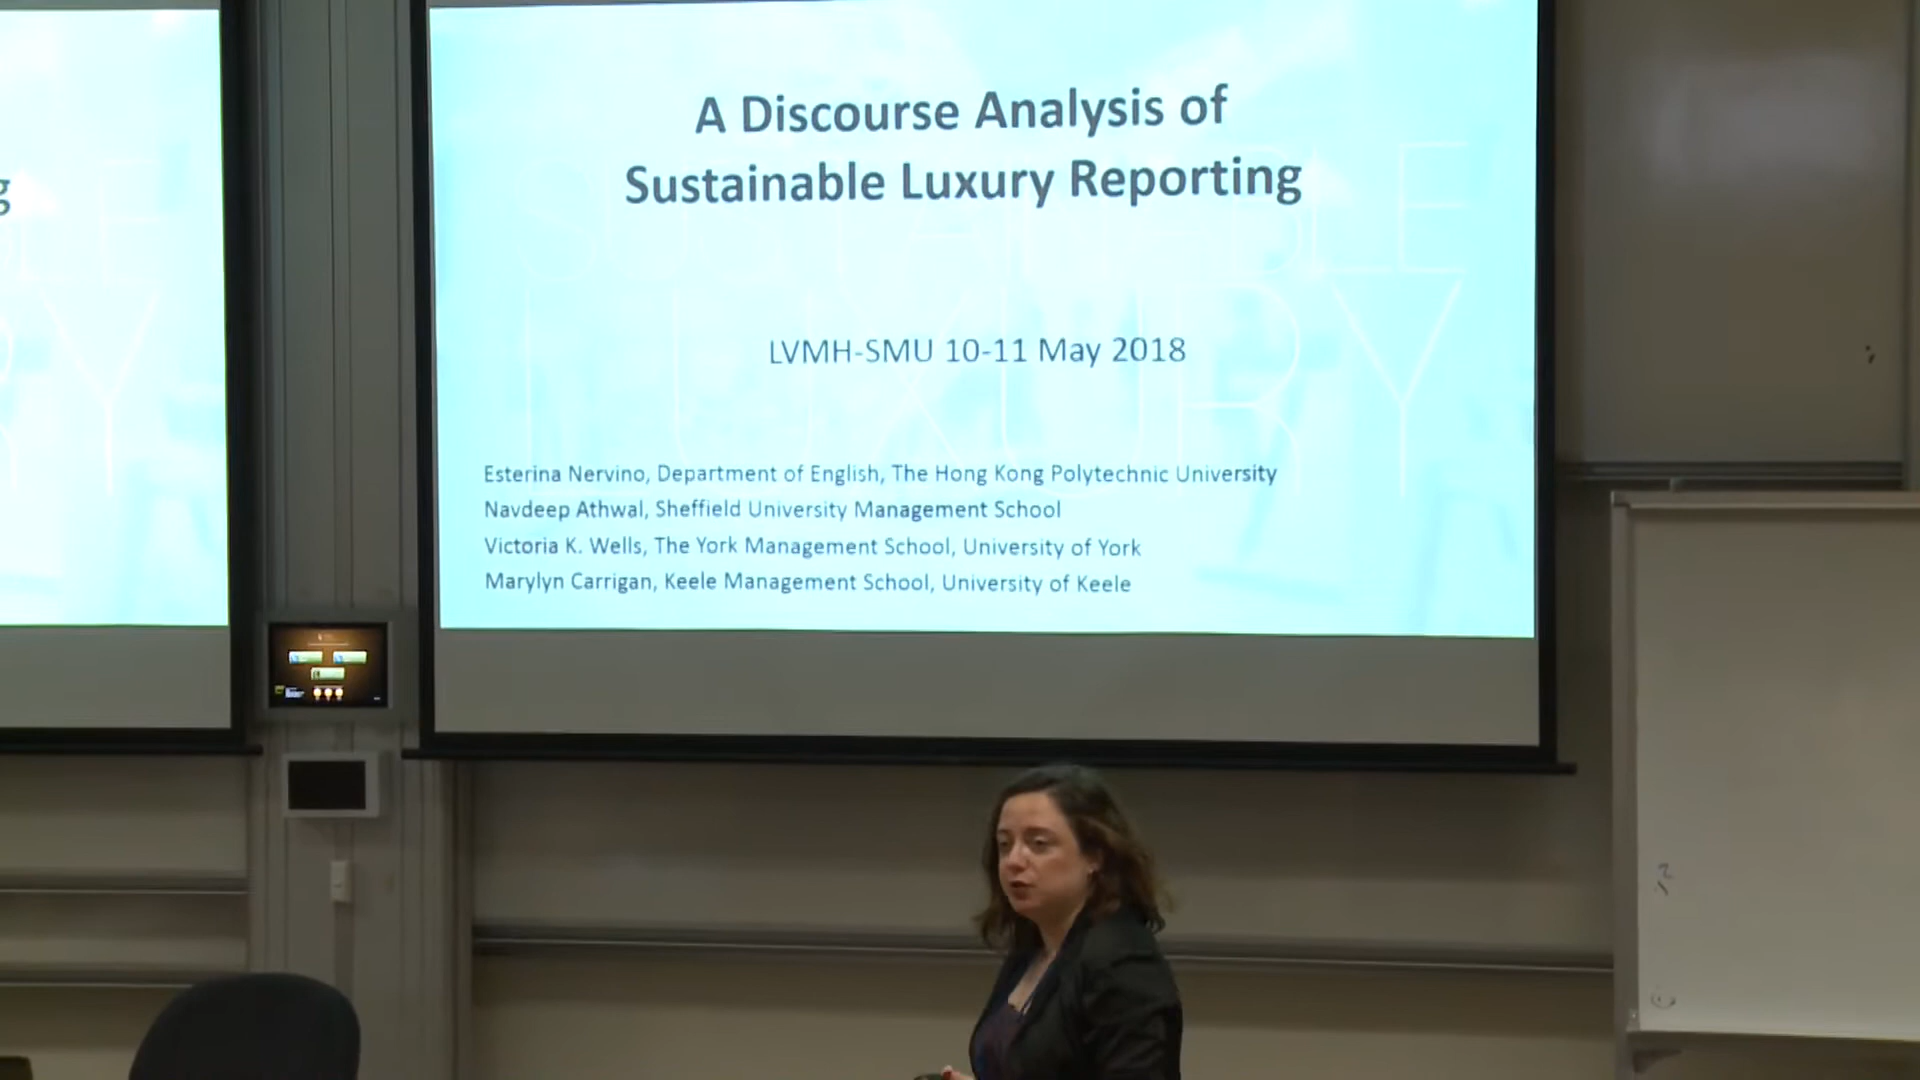 A Discourse Analysis of
Sustainable Luxury Reporting
LVMH-SMU 10-11 May 2018
Esterina Nervino, Department of English, The Hong Kong Polytechnic University
Navdeep Athwal, Sheffield University Management School
Victoria K. Wells, The York Management School, University of York
Marylyn Carrigan, Keele Management School, University of Keele
SUSTAINABLE
LUXURY
g